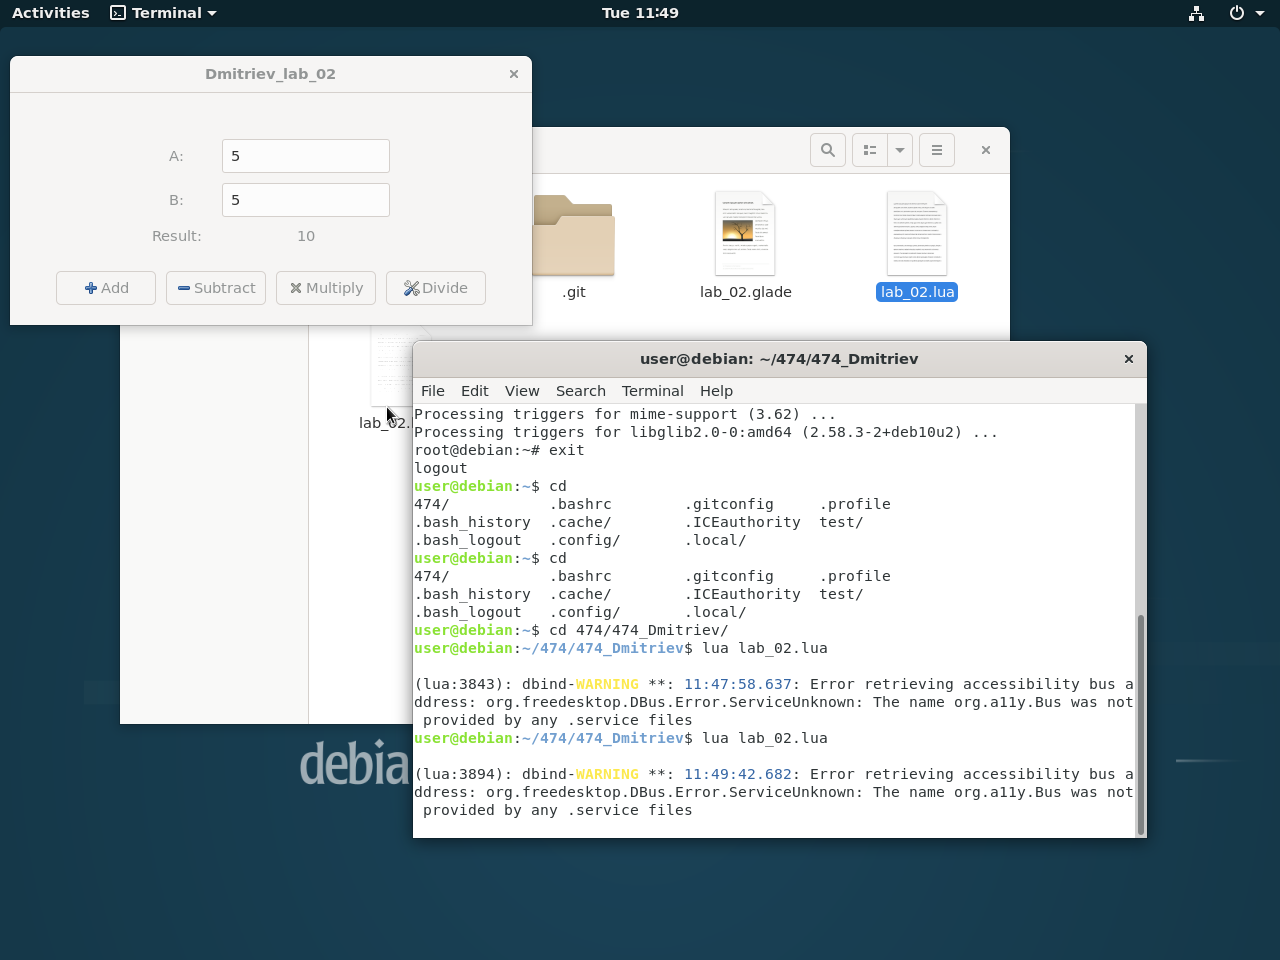 Activities Terminal Tue 11:49
Dmitriev_lab_02
A: 5
B: 5
Result: 10
Add Subtract Multiply Divide
.git lab_02.glade lab_02.lua
lab_02.
user@debian: ~/474/474_Dmitriev
File Edit View Search Terminal Help
Processing triggers for mime-support (3.62) ...
Processing triggers for libglib2.0-0:amd64 (2.58.3-2+deb10u2) ...
root@debian:~# exit
logout
user@debian:~$ cd
474/ .bashrc .gitconfig .profile
.bash_history .cache/ .ICEauthority test/
.bash_logout .config/ .local/
user@debian:~$ cd
474/ .bashrc .gitconfig .profile
.bash_history .cache/ .ICEauthority test/
.bash_logout .config/ .local/
user@debian:~$ cd 474/474_Dmitriev/
user@debian:~/474/474_Dmitriev$ lua lab_02.lua
(lua:3843): dbind-WARNING **: 11:47:58.637: Error retrieving accessibility bus a
ddress: org.freedesktop.DBus.Error.ServiceUnknown: The name org.a11y.Bus was not
provided by any .service files
user@debian:~/474/474_Dmitriev$ lua lab_02.lua
(lua:3894): dbind-WARNING **: 11:49:42.682: Error retrieving accessibility bus a
ddress: org.freedesktop.DBus.Error.ServiceUnknown: The name org.a11y.Bus was not
provided by any .service files
debia